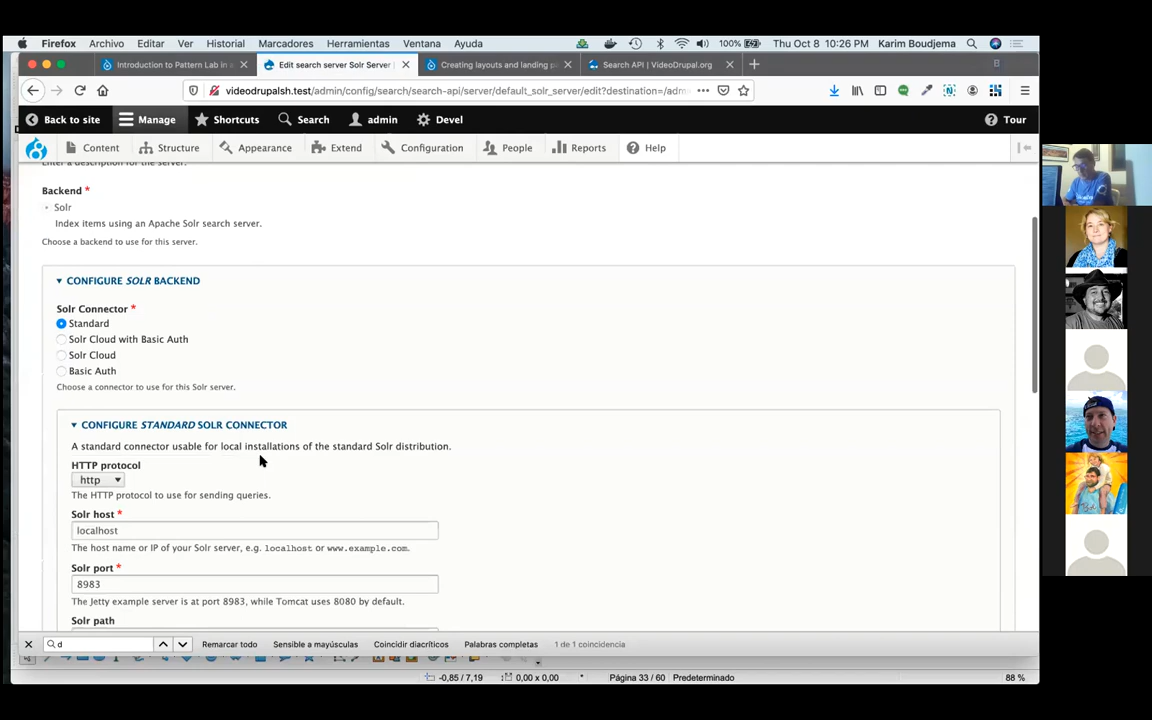 Firefox Archivo Editar Ver Historial Marcadores Herramientas Ventana Ayuda 100% Thu Oct 8 10:26 PM Karim Boudjema
Introduction to Pattern Lab in Edit search server Solr Server Creating layouts and landing p Search API | VideoDrupal.org
videodrupalsh.test/admin/config/search/search-api/server/default_solr_server/edit?destination=/adm
Back to site Manage Shortcuts Search admin Devel Tour
Content Structure Appearance Extend Configuration People Reports Help
Enter a description for the server.
Backend *
Solr
Index items using an Apache Solr search server.
Choose a backend to use for this server.
CONFIGURE SOLR BACKEND
Solr Connector *
Standard
Solr Cloud with Basic Auth
Solr Cloud
Basic Auth
Choose a connector to use for this Solr server.
CONFIGURE STANDARD SOLR CONNECTOR
A standard connector usable for local installations of the standard Solr distribution.
HTTP protocol
http
The HTTP protocol to use for sending queries.
Solr host *
localhost
The host name or IP of your Solr server, e.g. localhost or www.example.com.
Solr port *
8983
The Jetty example server is at port 8983, while Tomcat uses 8080 by default.
Solr path
d Remarcar todo Sensible a mayúsculas Coincidir diacríticos Palabras completas 1 de 1 coincidencia
-0,85 / 7,19 0,00 x 0,00 * Página 33 / 60 Predeterminado 88 %